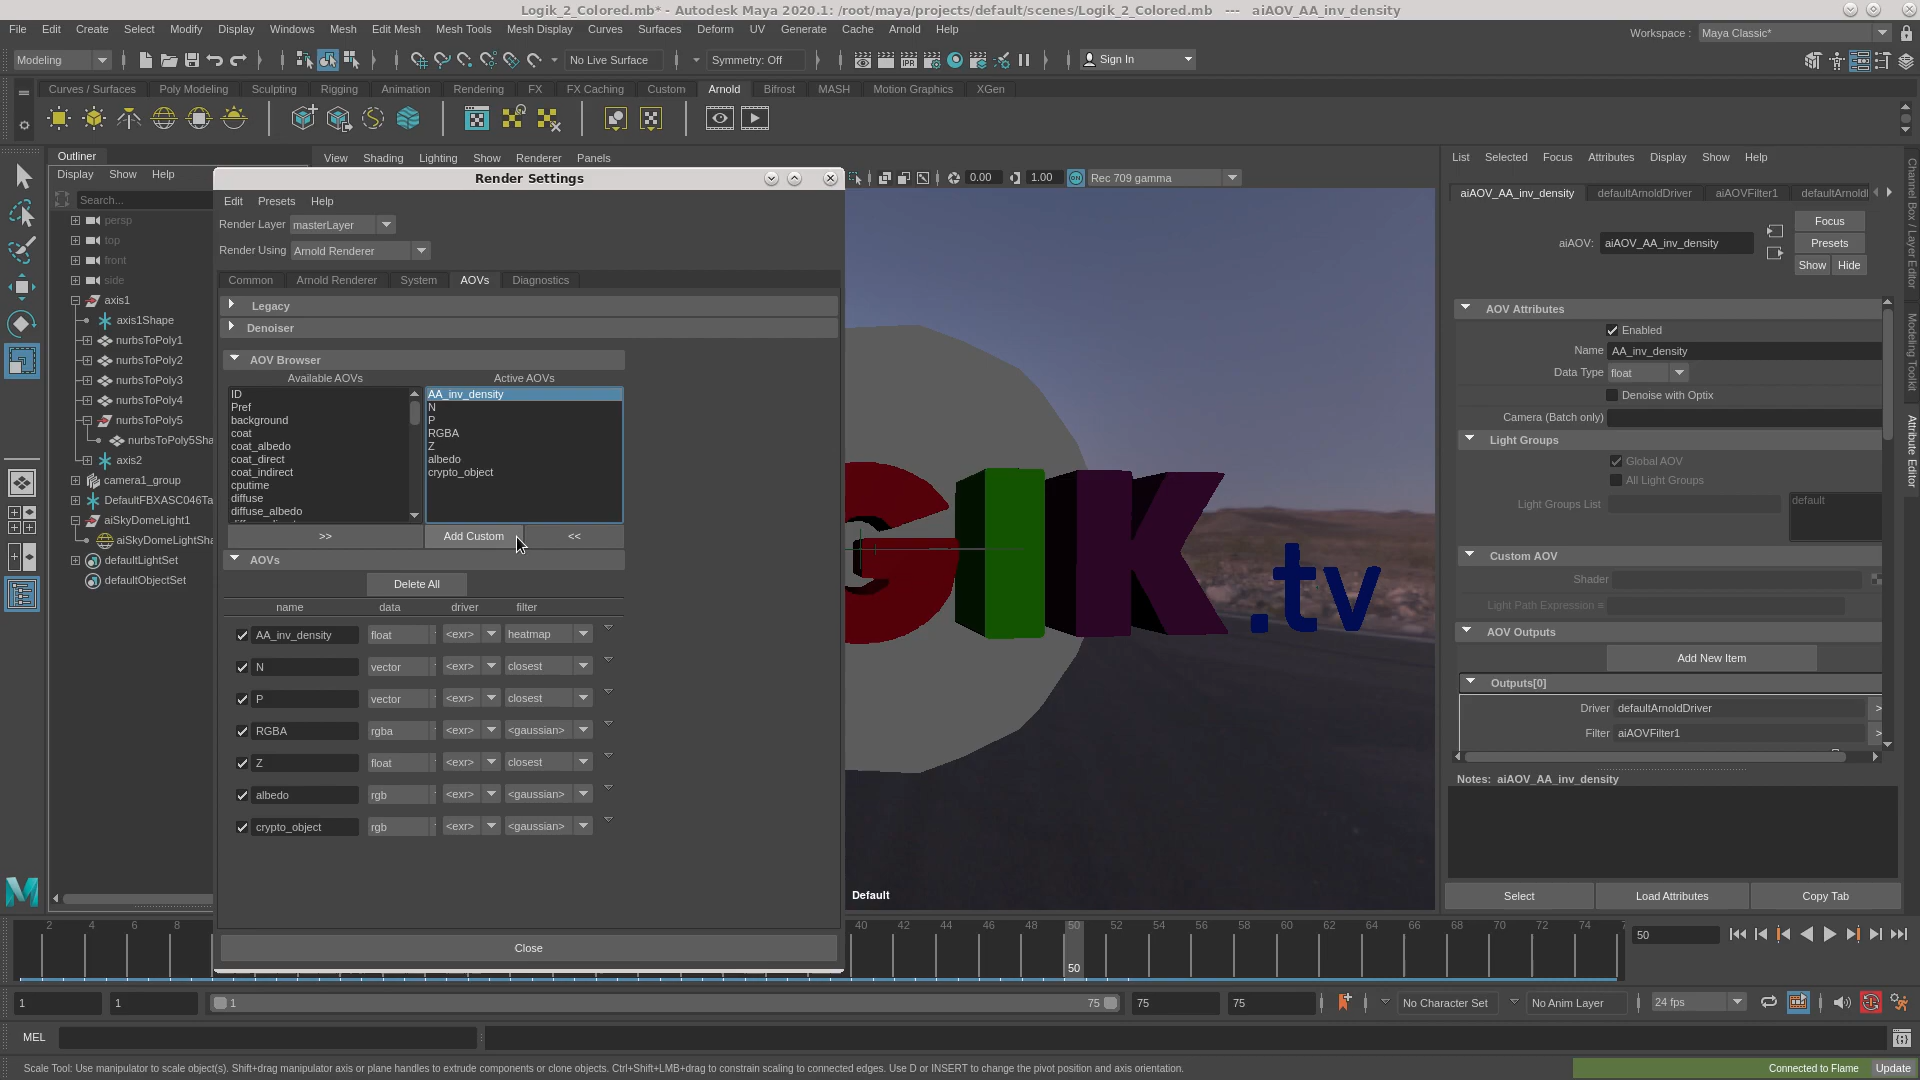 Logik_2_Colored.mb* - Autodesk Maya 2020.1: /root/maya/projects/default/scenes/Logik_2_Colored.mb --- aiAOV_AA_inv_density
File Edit Create Select Modify Display Windows Mesh Edit Mesh Mesh Tools Mesh Display Curves Surfaces Deform UV Generate Cache Arnold Help
Workspace : Maya Classic*
Modeling No Live Surface Symmetry: Off Sign In
Curves / Surfaces Poly Modeling Sculpting Rigging Animation Rendering FX FX Caching Custom Arnold Bifrost MASH Motion Graphics XGen
Outliner
Display Show Help
Search...
persp
top
front
side
axis1
axis1Shape
nurbsToPoly1
nurbsToPoly2
nurbsToPoly3
nurbsToPoly4
nurbsToPoly5
nurbsToPoly5Sha
axis2
camera1_group
DefaultFBXASC046Ta
aiSkyDomeLight1
aiSkyDomeLightSha
defaultLightSet
defaultObjectSet
View Shading Lighting Show Renderer Panels
0.00 1.00 Rec 709 gamma
Render Settings
Edit Presets Help
Render Layer masterLayer
Render Using Arnold Renderer
Common Arnold Renderer System AOVs Diagnostics
Legacy
Denoiser
AOV Browser
Available AOVs Active AOVs
ID
Pref
background
coat
coat_albedo
coat_direct
coat_indirect
cputime
diffuse
diffuse_albedo
AA_inv_density
N
P
RGBA
Z
albedo
crypto_object
>> Add Custom <<
AOVs
Delete All
name data driver filter
AA_inv_density float <exr> heatmap
N vector <exr> closest
P vector <exr> closest
RGBA rgba <exr> <gaussian>
Z float <exr> closest
albedo rgb <exr> <gaussian>
crypto_object rgb <exr> <gaussian>
Close
GIK.tv
Default
List Selected Focus Attributes Display Show Help
aiAOV_AA_inv_density defaultArnoldDriver aiAOVFilter1 defaultArnoldI
Focus
aiAOV: aiAOV_AA_inv_density Presets
Show Hide
AOV Attributes
Enabled
Name AA_inv_density
Data Type float
Denoise with Optix
Camera (Batch only)
Light Groups
Global AOV
All Light Groups
Light Groups List default
Custom AOV
Shader
Light Path Expression =
AOV Outputs
Add New Item
Outputs[0]
Driver defaultArnoldDriver >
Filter aiAOVFilter1 >
Notes: aiAOV_AA_inv_density
Select Load Attributes Copy Tab
Channel Box / Layer Editor
Modeling Toolkit
Attribute Editor
2 4 6 8 40 42 44 46 48 50 52 54 56 58 60 62 64 66 68 70 72 74 50
50
1 1 1 75 75 75 No Character Set No Anim Layer 24 fps
MEL
Scale Tool: Use manipulator to scale object(s). Shift+drag manipulator axis or plane handles to extrude components or clone objects. Ctrl+Shift+LMB+drag to constrain scaling to connected edges. Use D or INSERT to change the pivot position and axis orientation.
Connected to Flame Update